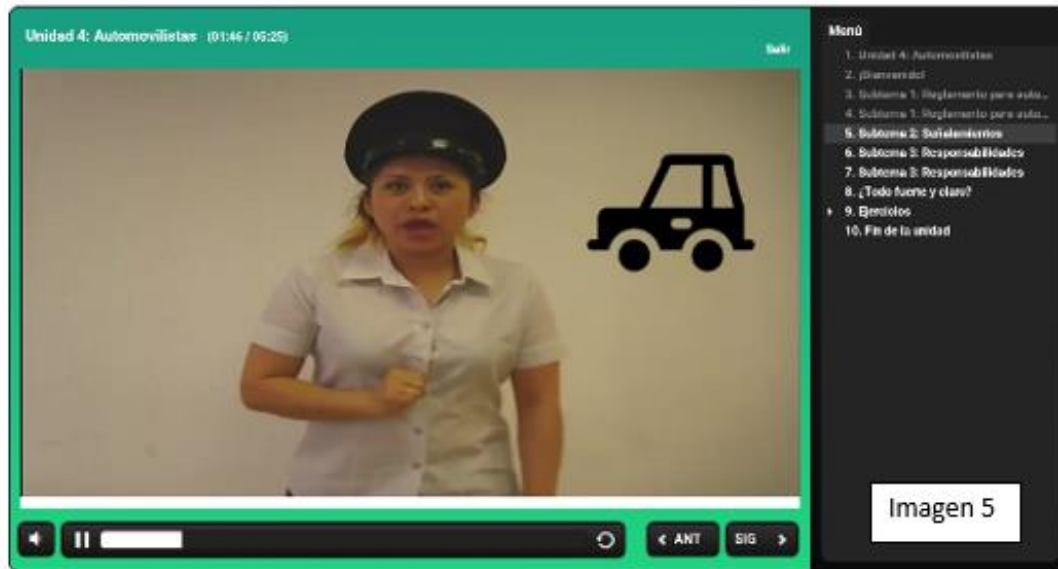 Unidad 4: Automovilistas (01:46 / 05:25)
Salir
Menú
1. Unidad 4: Automovilistas
2. ¡Bienvenido!
3. Subtema 1: Reglamento para auto...
4. Subtema 1: Reglamento para auto...
5. Subtema 2: Señalamientos
6. Subtema 3: Responsabilidades
7. Subtema 3: Responsabilidades
8. ¿Todo fuerte y claro?
9. Ejercicios
10. Fin de la unidad
Imagen 5
ANT
SIG